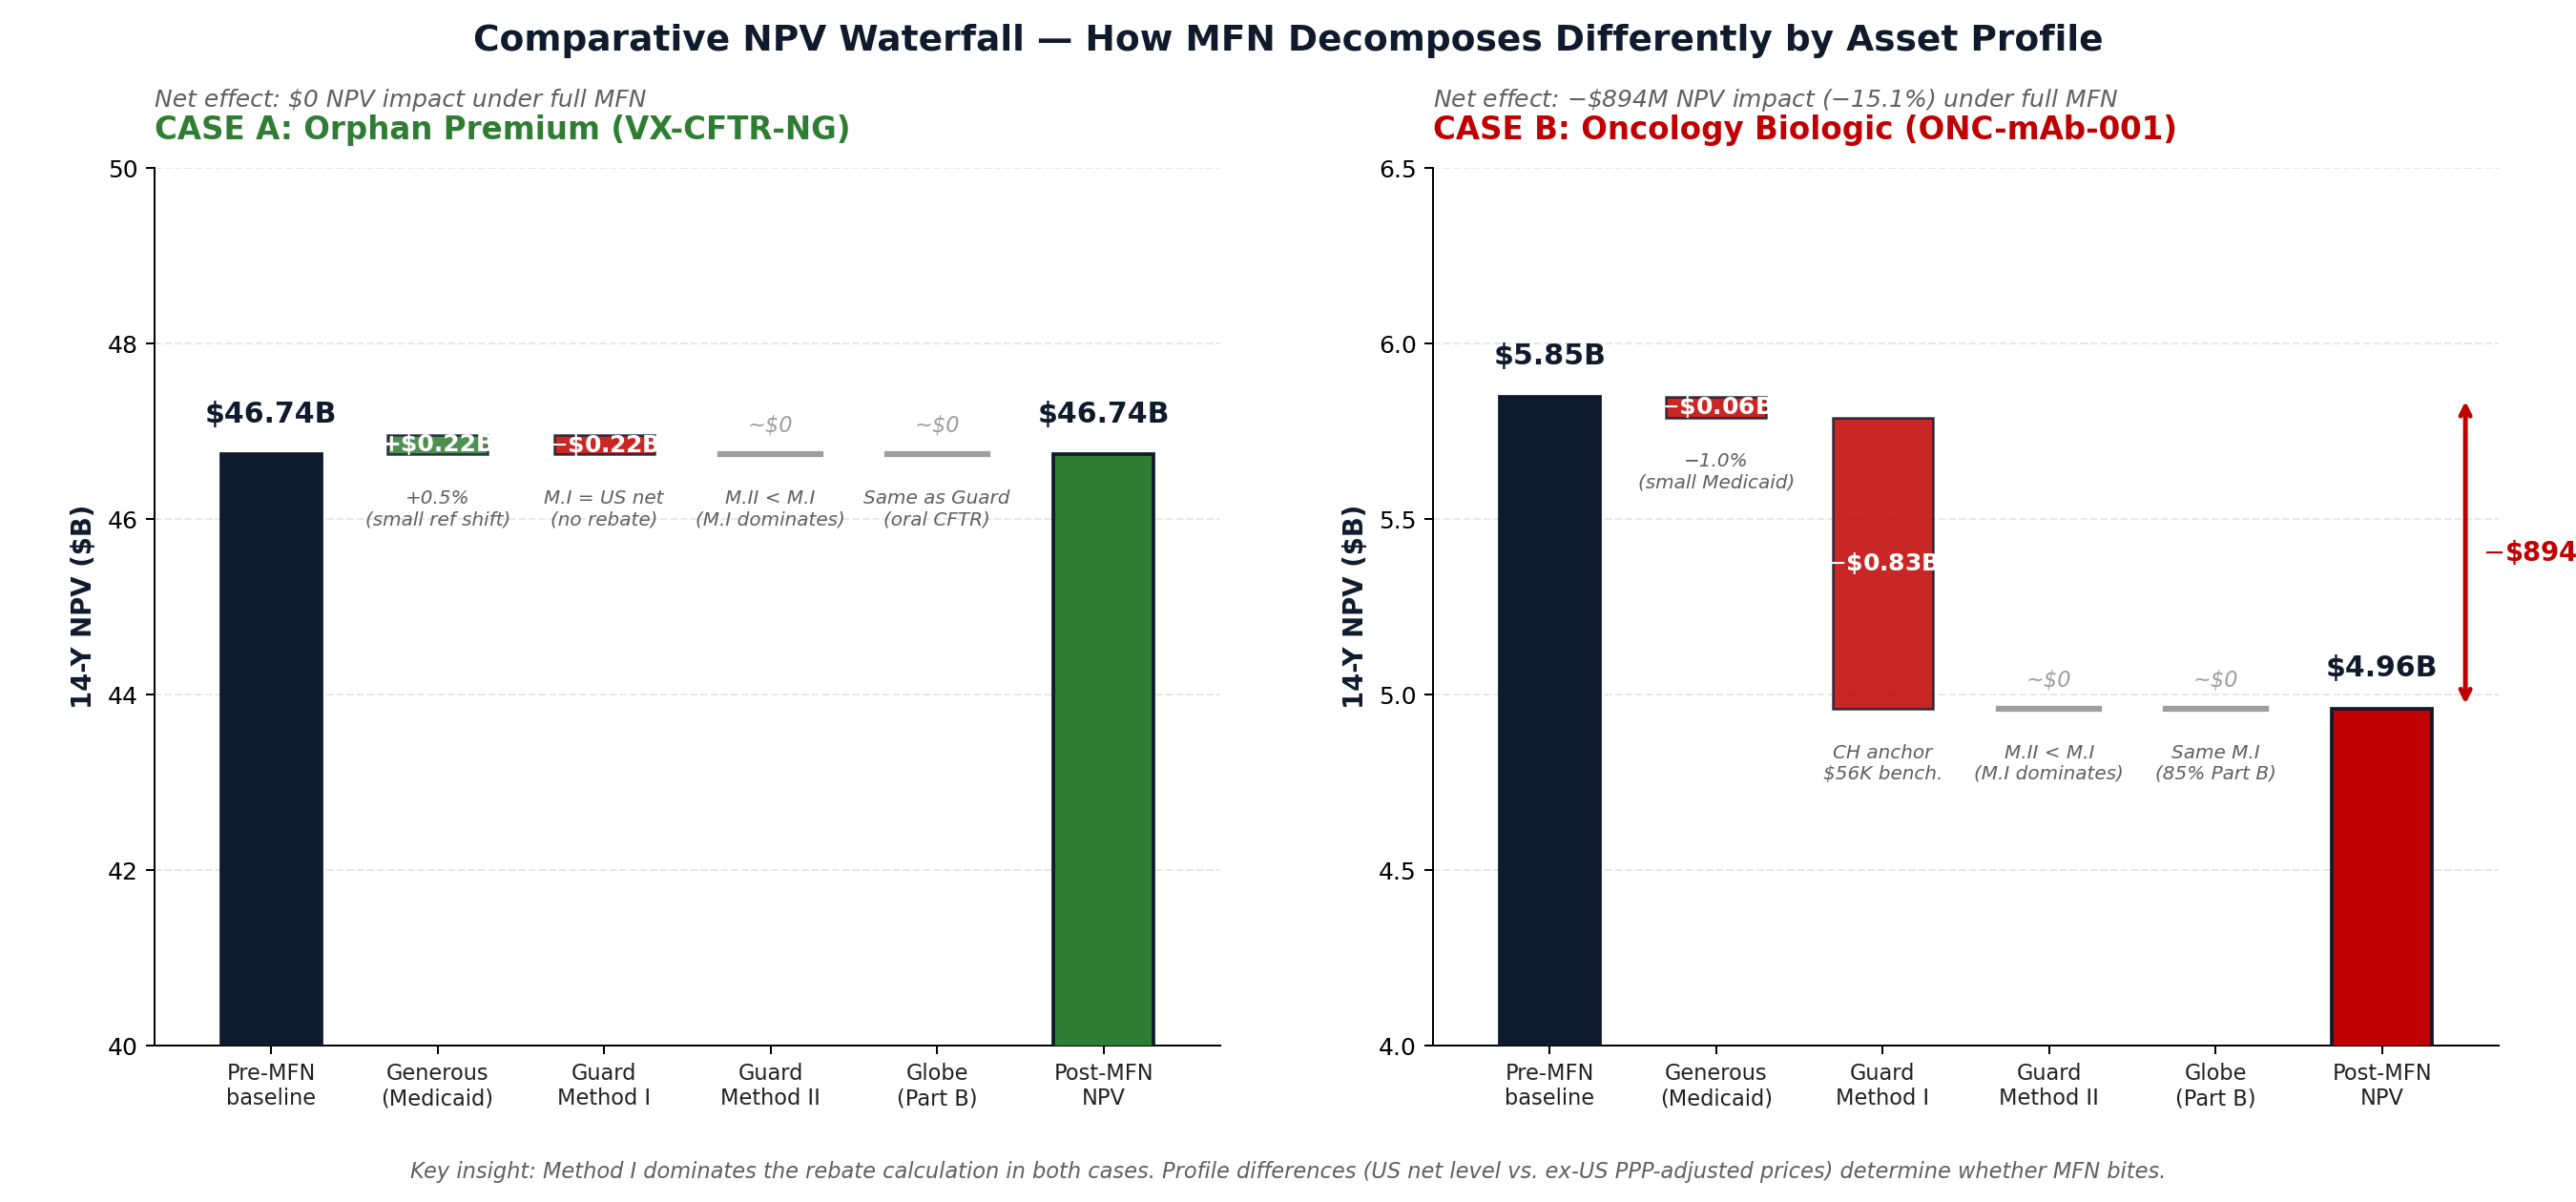 Comparative NPV Waterfall — How MFN Decomposes Differently by Asset Profile
Net effect: $0 NPV impact under full MFN
CASE A: Orphan Premium (VX-CFTR-NG)
14-Y NPV ($B)
50
48
46
44
42
40
$46.74B
+$0.22B
−$0.22B
~$0
~$0
$46.74B
+0.5%
(small ref shift)
M.I = US net
(no rebate)
M.II < M.I
(M.I dominates)
Same as Guard
(oral CFTR)
Pre-MFN
baseline
Generous
(Medicaid)
Guard
Method I
Guard
Method II
Globe
(Part B)
Post-MFN
NPV
Net effect: −$894M NPV impact (−15.1%) under full MFN
CASE B: Oncology Biologic (ONC-mAb-001)
14-Y NPV ($B)
6.5
6.0
5.5
5.0
4.5
4.0
$5.85B
−$0.06B
−1.0%
(small Medicaid)
−$0.83B
CH anchor
$56K bench.
~$0
M.II < M.I
(M.I dominates)
~$0
Same M.I
(85% Part B)
$4.96B
−$894
Pre-MFN
baseline
Generous
(Medicaid)
Guard
Method I
Guard
Method II
Globe
(Part B)
Post-MFN
NPV
Key insight: Method I dominates the rebate calculation in both cases. Profile differences (US net level vs. ex-US PPP-adjusted prices) determine whether MFN bites.